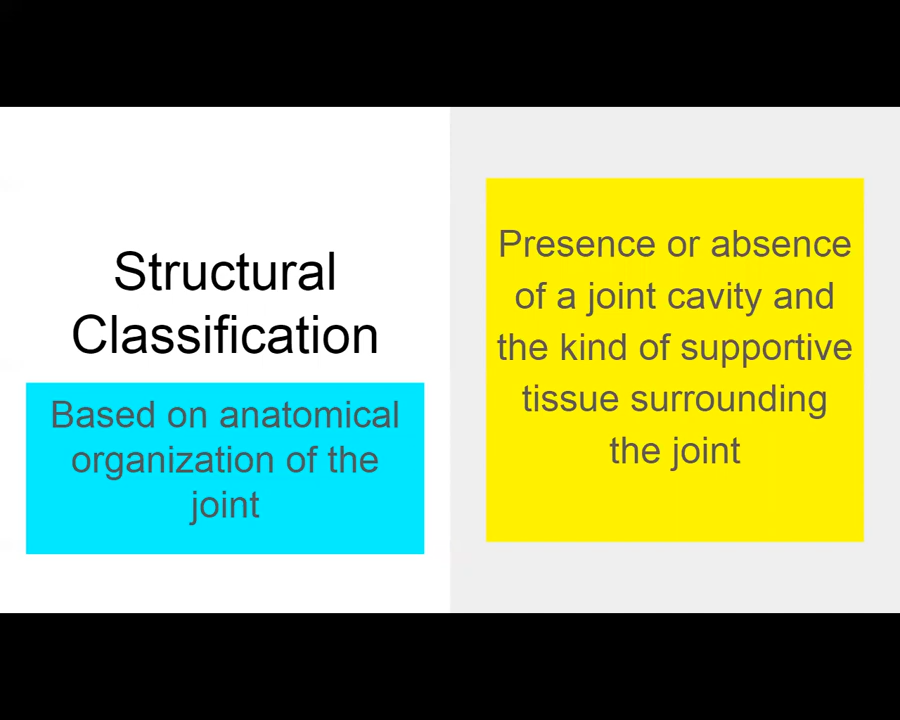 Structural
Classification
Based on anatomical
organization of the
joint
Presence or absence
of a joint cavity and
the kind of supportive
tissue surrounding
the joint